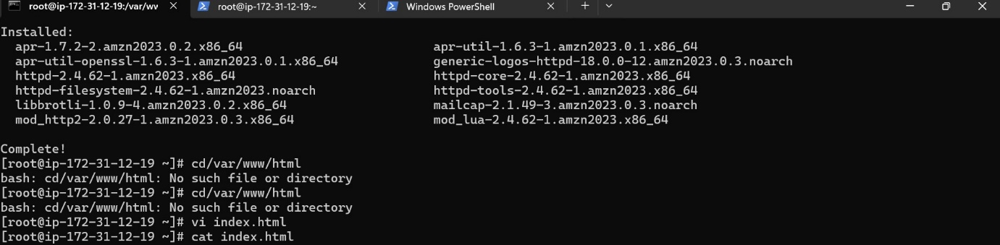 root@ip-172-31-12-19:/var/wv
root@ip-172-31-12-19:~
Windows PowerShell
Installed:
apr-1.7.2-2.amzn2023.0.2.x86_64 apr-util-1.6.3-1.amzn2023.0.1.x86_64
apr-util-openssl-1.6.3-1.amzn2023.0.1.x86_64 generic-logos-httpd-18.0.0-12.amzn2023.0.3.noarch
httpd-2.4.62-1.amzn2023.x86_64 httpd-core-2.4.62-1.amzn2023.x86_64
httpd-filesystem-2.4.62-1.amzn2023.noarch httpd-tools-2.4.62-1.amzn2023.x86_64
libbrotli-1.0.9-4.amzn2023.0.2.x86_64 mailcap-2.1.49-3.amzn2023.0.3.noarch
mod_http2-2.0.27-1.amzn2023.0.3.x86_64 mod_lua-2.4.62-1.amzn2023.x86_64
Complete!
[root@ip-172-31-12-19 ~]# cd/var/www/html
bash: cd/var/www/html: No such file or directory
[root@ip-172-31-12-19 ~]# cd/var/www/html
bash: cd/var/www/html: No such file or directory
[root@ip-172-31-12-19 ~]# vi index.html
[root@ip-172-31-12-19 ~]# cat index.html